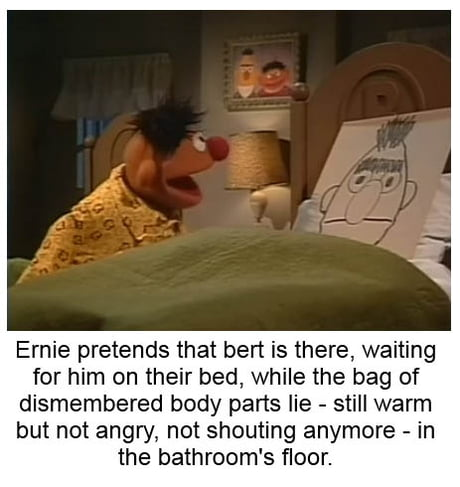 Ernie pretends that bert is there, waiting
for him on their bed, while the bag of
dismembered body parts lie - still warm
but not angry, not shouting anymore - in
the bathroom's floor.